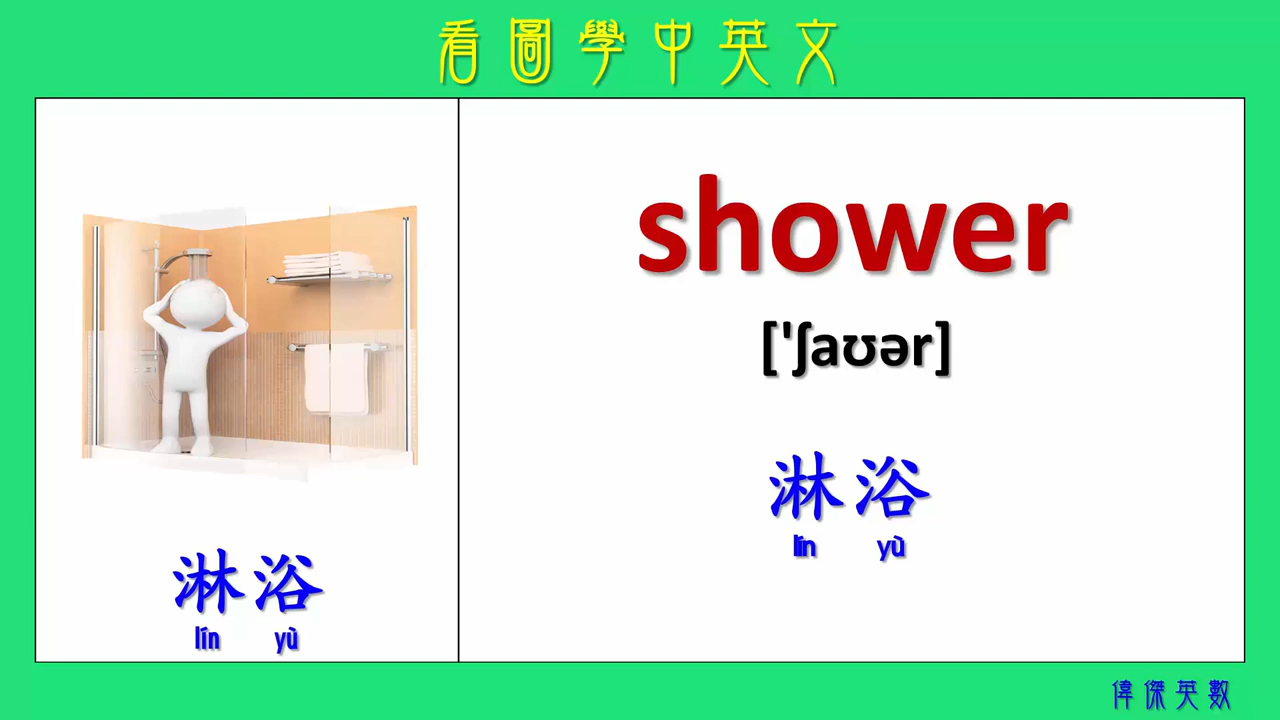 看圖學中英文
淋浴
lín yù
shower
['ʃaʊər]
淋浴
lín yù
偉傑英數